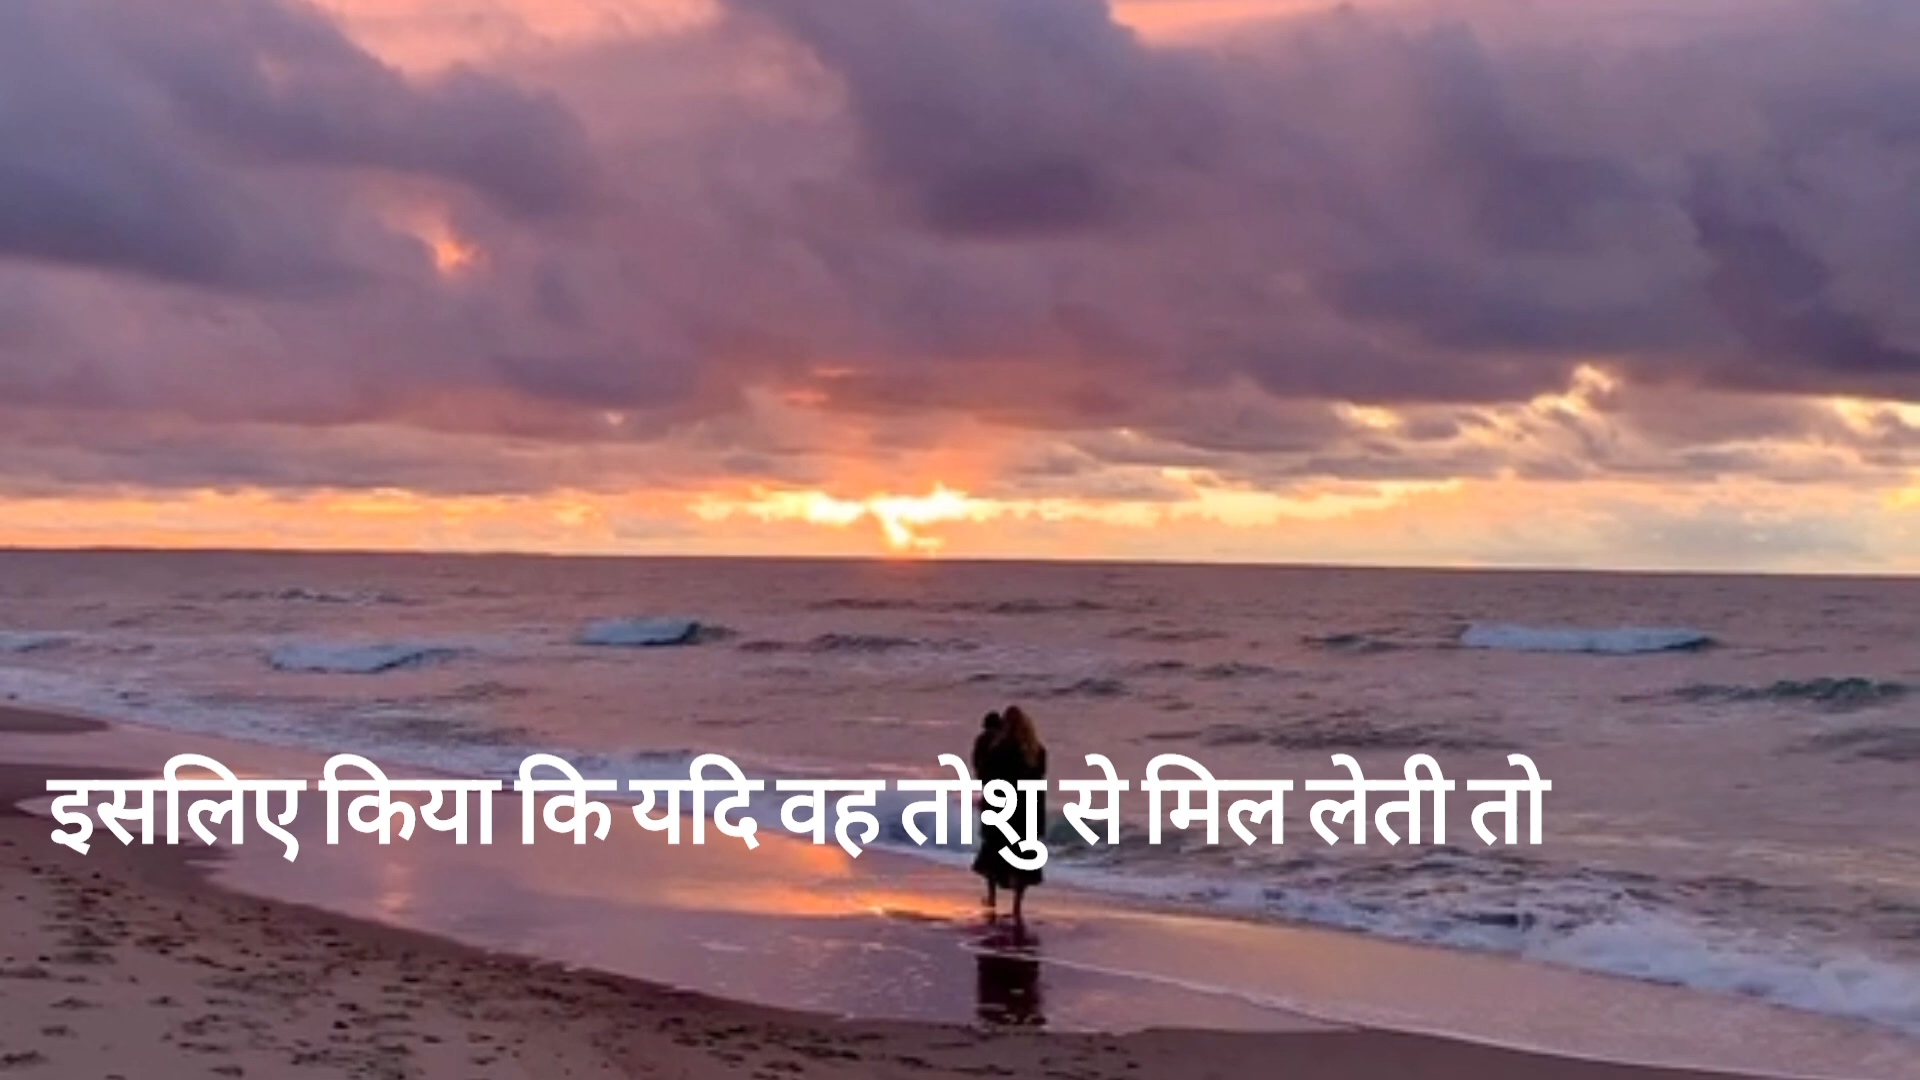 इसलिए किया कि यदि वह तोशु से मिल लेती तो